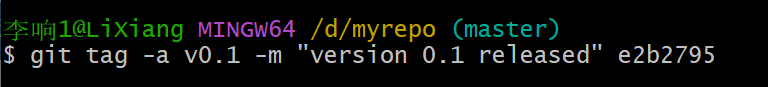 李响1@LiXiang MINGW64 /d/myrepo (master)
$ git tag -a v0.1 -m "version 0.1 released" e2b2795